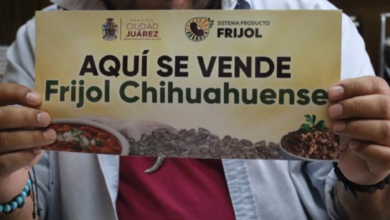 CIUDAD
JUÁREZ
SISTEMA PRODUCTO
FRIJOL
AQUÍ SE VENDE
Frijol Chihuahuense